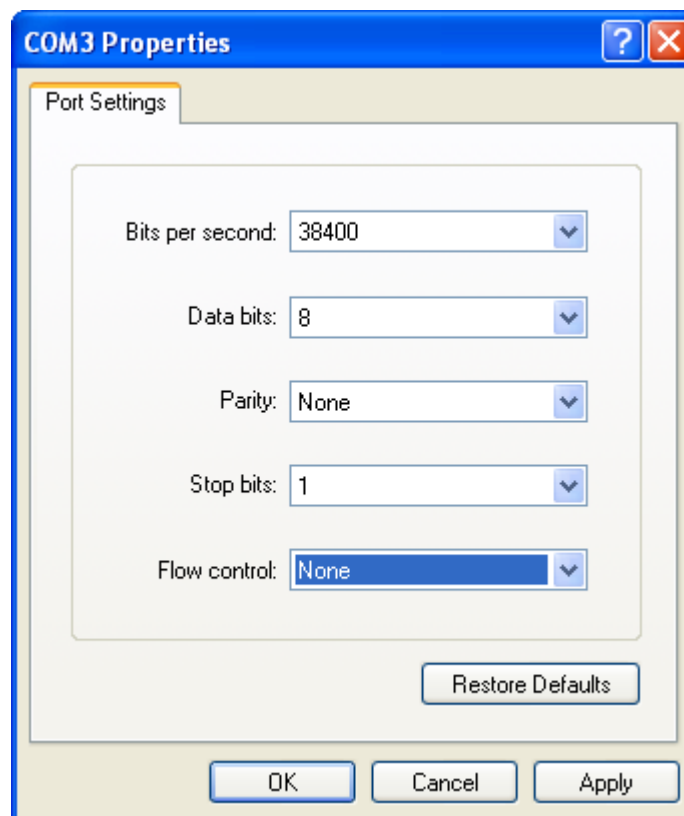 COM3 Properties ?
Port Settings
Bits per second: 38400
Data bits: 8
Parity: None
Stop bits: 1
Flow control: None
Restore Defaults
OK Cancel Apply